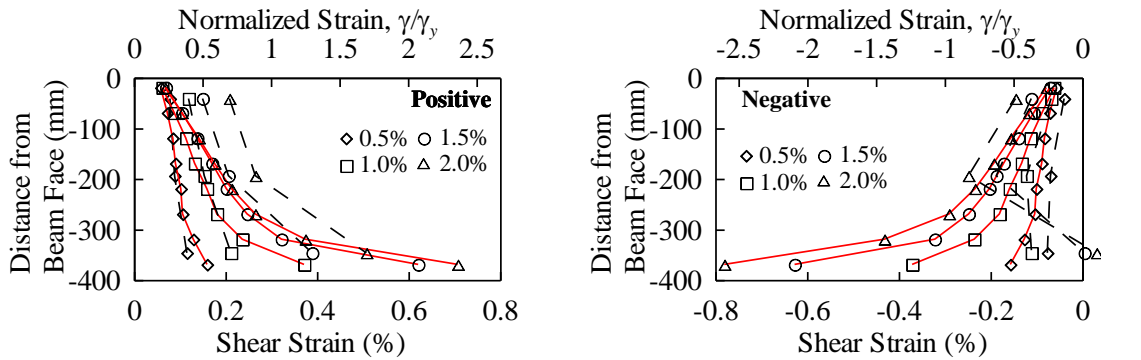 Normalized Strain, γ/γy
0 0.5 1 1.5 2 2.5
0
-100
-200
-300
-400
Distance from
Beam Face (mm)
Positive
0.5% 1.5%
1.0% 2.0%
0 0.2 0.4 0.6 0.8
Shear Strain (%)
Normalized Strain, γ/γy
-2.5 -2 -1.5 -1 -0.5 0
0
-100
-200
-300
-400
Distance from
Beam Face (mm)
Negative
0.5% 1.5%
1.0% 2.0%
-0.8 -0.6 -0.4 -0.2 0
Shear Strain (%)